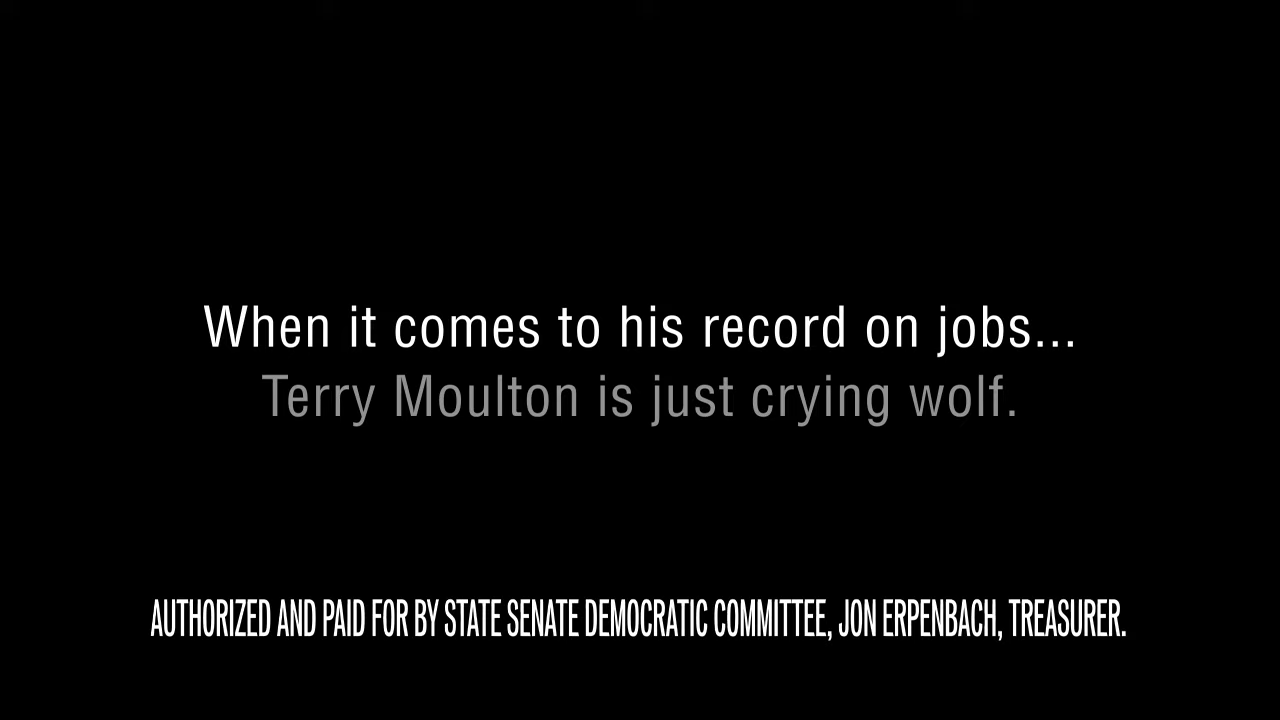 When it comes to his record on jobs...
Terry Moulton is just crying wolf.
AUTHORIZED AND PAID FOR BY STATE SENATE DEMOCRATIC COMMITTEE, JON ERPENBACH, TREASURER.